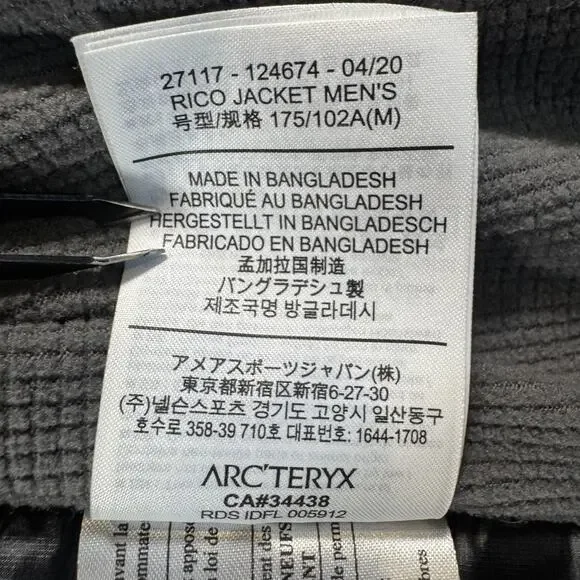 27117 - 124674 - 04/20
RICO JACKET MEN'S
号型/规格 175/102A(M)
MADE IN BANGLADESH
FABRIQUÉ AU BANGLADESH
HERGESTELLT IN BANGLADESCH
FABRICADO EN BANGLADESH
孟加拉国制造
バングラデシュ製
제조국명 방글라데시
アメアスポーツジャパン(株)
東京都新宿区新宿6-27-30
(주)넬슨스포츠 경기도 고양시 일산동구
호수로 358-39 710호 대표번호: 1644-1708
ARC'TERYX
CA#34438
RDS IDFL 005912